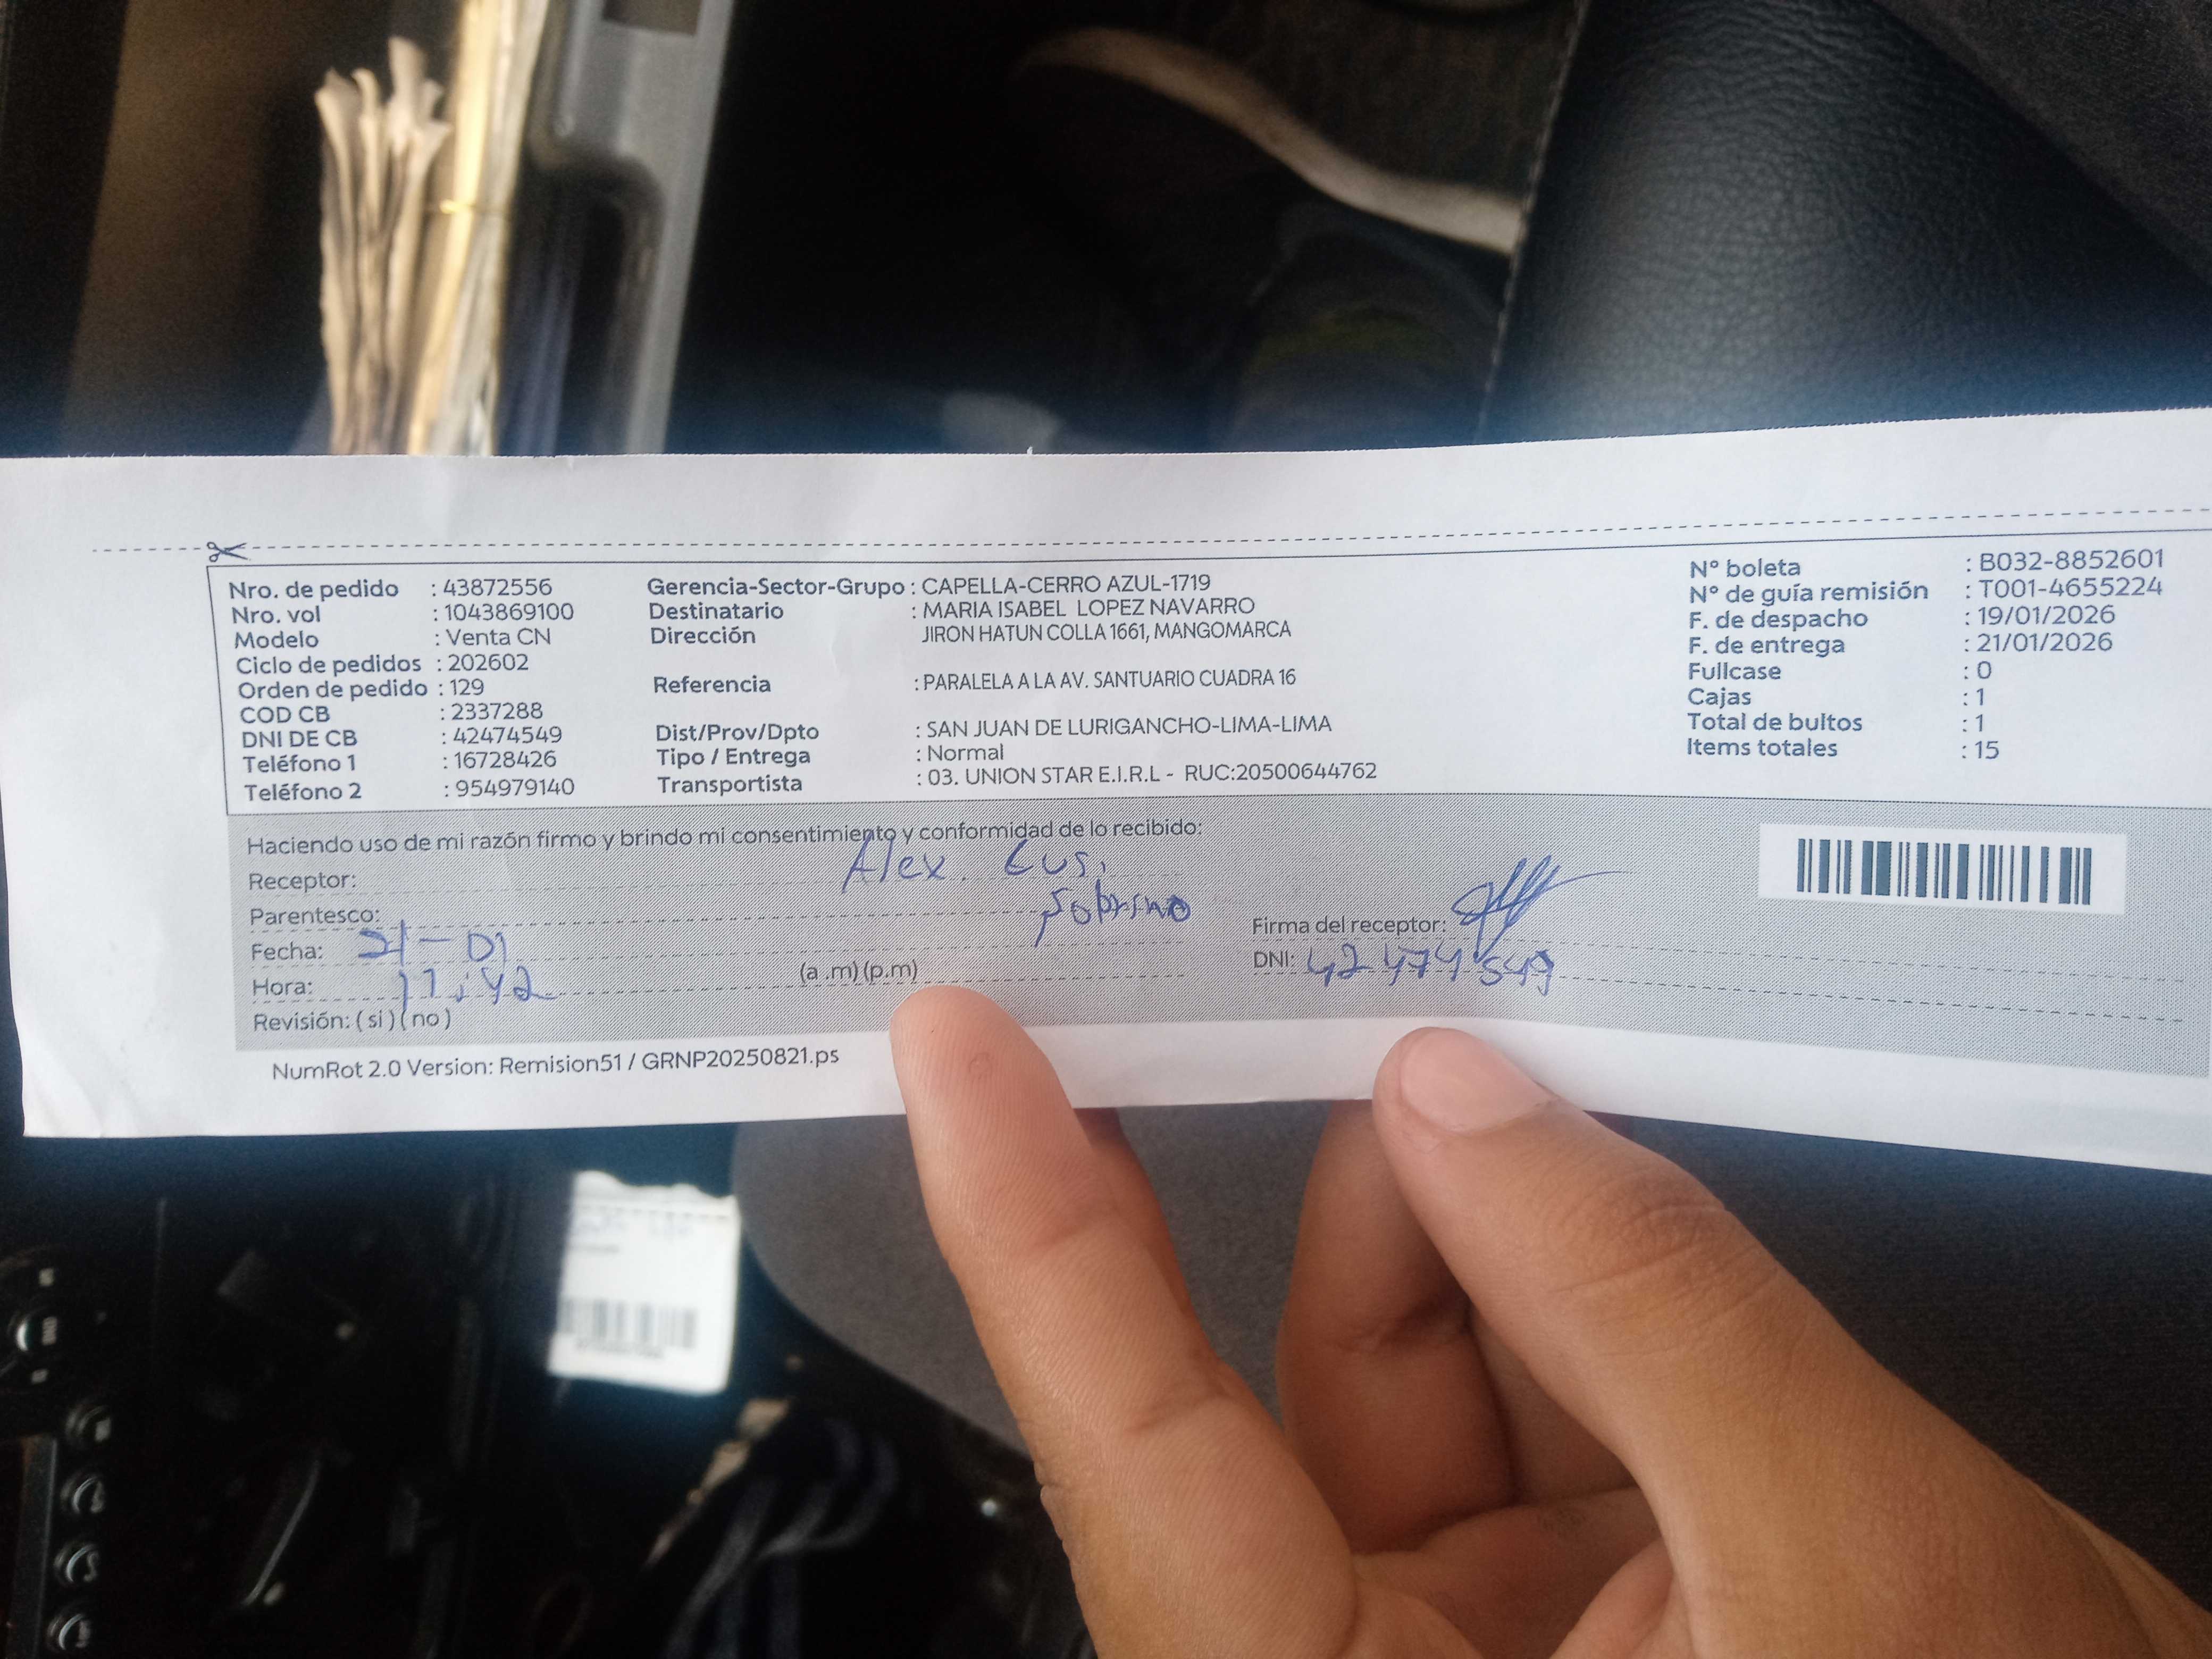 Nro. de pedido : 43872556
Nro. vol : 1043869100
Modelo : Venta CN
Ciclo de pedidos : 202602
Orden de pedido : 129
COD CB : 2337288
DNI DE CB : 42474549
Teléfono 1 : 16728426
Teléfono 2 : 954979140
Gerencia-Sector-Grupo : CAPELLA-CERRO AZUL-1719
Destinatario : MARIA ISABEL LOPEZ NAVARRO
Dirección JIRON HATUN COLLA 1661, MANGOMARCA
Referencia : PARALELA A LA AV. SANTUARIO CUADRA 16
Dist/Prov/Dpto : SAN JUAN DE LURIGANCHO-LIMA-LIMA
Tipo / Entrega : Normal
Transportista : 03. UNION STAR E.I.R.L - RUC:20500644762
N° boleta : B032-8852601
N° de guía remisión : T001-4655224
F. de despacho : 19/01/2026
F. de entrega : 21/01/2026
Fullcase : 0
Cajas : 1
Total de bultos : 1
Items totales : 15
Haciendo uso de mi razón firmo y brindo mi consentimiento y conformidad de lo recibido:
Receptor: Alex
Parentesco: Sobrino
Fecha: 21-01
Hora: 11:42 (a .m) (p.m)
Revisión: ( si ) ( no )
Firma del receptor:
DNI: 42474549
NumRot 2.0 Version: Remision51 / GRNP20250821.ps